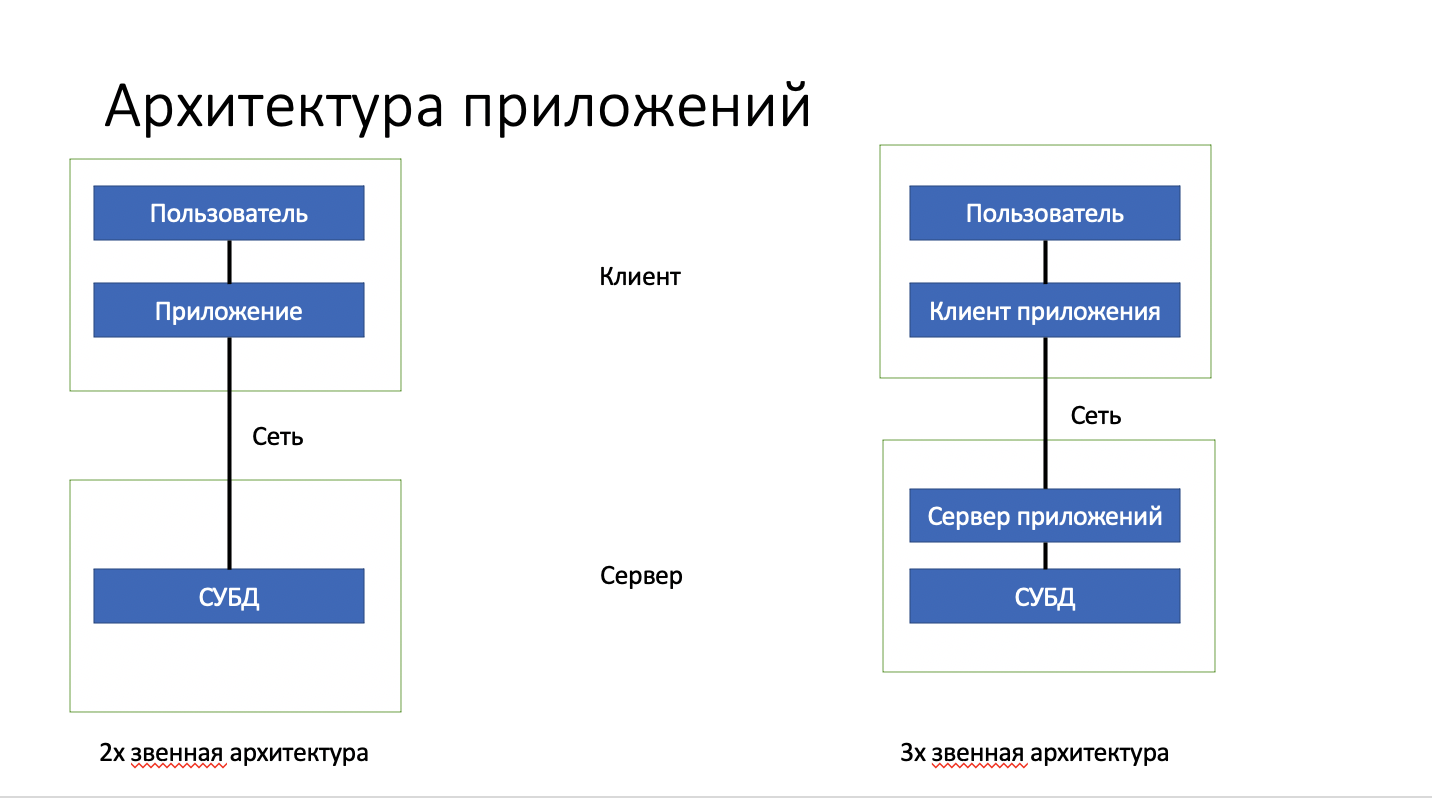 Архитектура приложений
Пользователь
Приложение
Сеть
СУБД
2х звенная архитектура
Клиент
Сервер
Пользователь
Клиент приложения
Сеть
Сервер приложений
СУБД
3х звенная архитектура